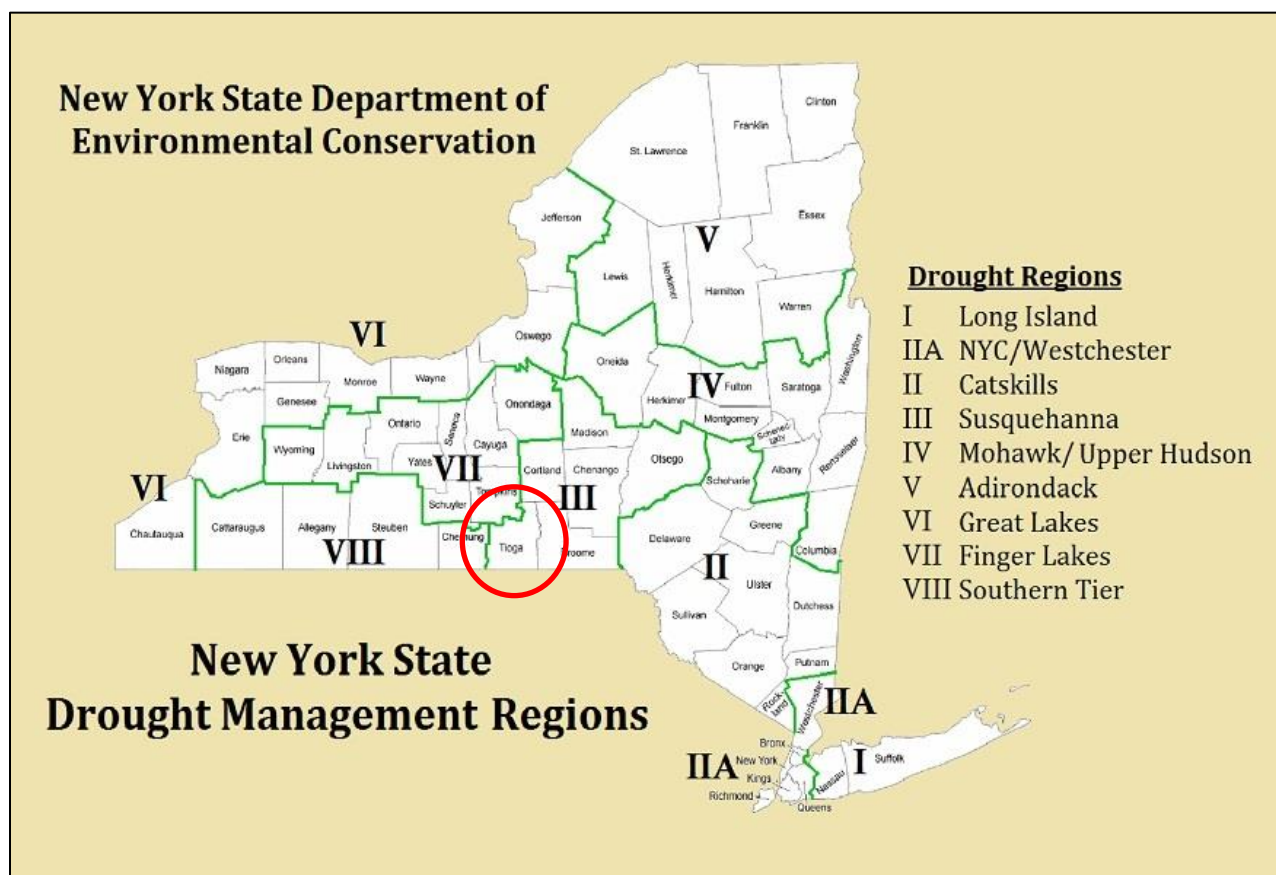 New York State Department of
Environmental Conservation
Clinton
Franklin
St. Lawrence
Essex
Jefferson
V
Lewis
Herkimer
Hamilton
Warren
Drought Regions
I Long Island
IIA NYC/Westchester
II Catskills
III Susquehanna
IV Mohawk/ Upper Hudson
V Adirondack
VI Great Lakes
VII Finger Lakes
VIII Southern Tier
VI
Oswego
Oneida
Washington
Niagara
Orleans
Monroe
Wayne
Genesee
IV
Fulton
Saratoga
Herkimer
Montgomery
Onondaga
Madison
Ontario
Seneca
Cayuga
Erie
Wyoming
Livingston
Yates
VII
Cortland
Chenango
Otsego
Schoharie
Schenec
tady
Albany
Rensselaer
VI
Schuyler
Tompkins
III
Chautauqua
Cattaraugus
Allegany
Steuben
VIII
Chemung
Tioga
Broome
Delaware
Greene
Columbia
II
Ulster
Sullivan
Dutchess
Orange
Putnam
Rock
land
Westchester
IIA
New York State
Drought Management Regions
Bronx
New York
IIA
Kings
Richmond
Queens
Nassau
I
Suffolk